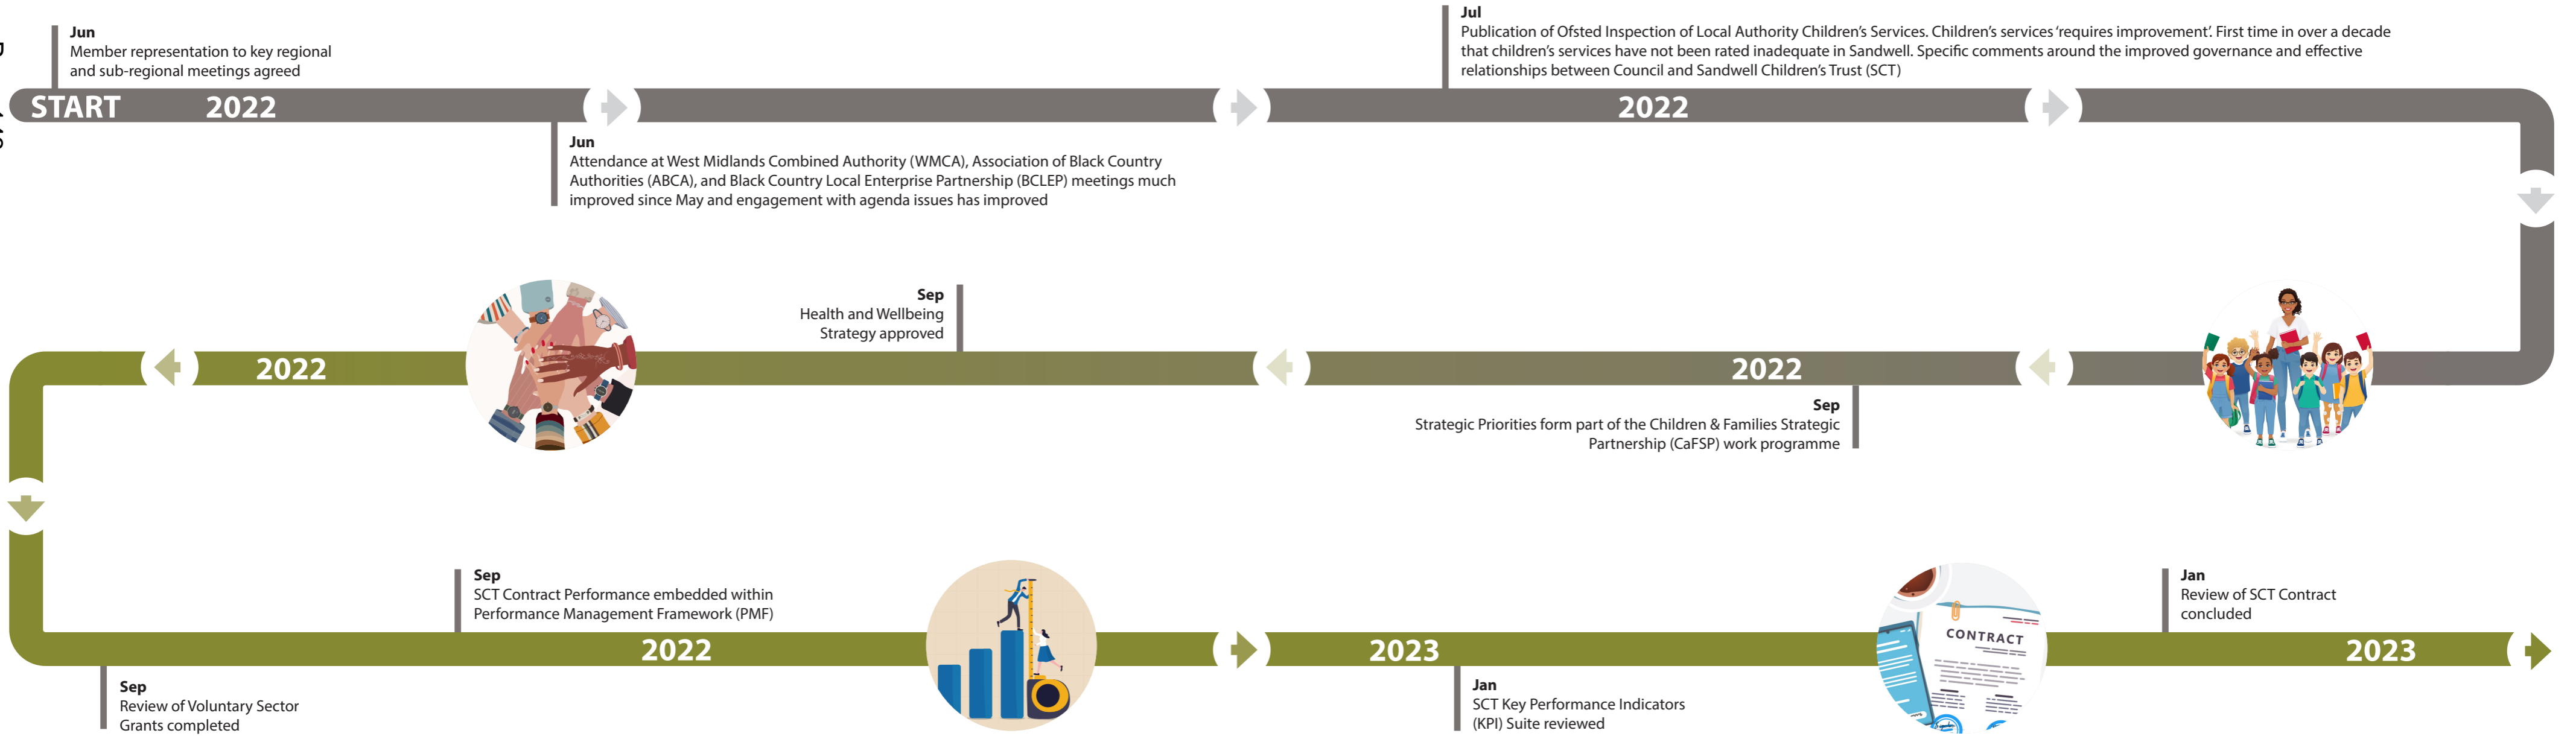 Jun
Member representation to key regional
and sub-regional meetings agreed
Jul
Publication of Ofsted Inspection of Local Authority Children’s Services. Children’s services ‘requires improvement’. First time in over a decade
that children’s services have not been rated inadequate in Sandwell. Specific comments around the improved governance and effective
relationships between Council and Sandwell Children’s Trust (SCT)
START 2022
2022
Jun
Attendance at West Midlands Combined Authority (WMCA), Association of Black Country
Authorities (ABCA), and Black Country Local Enterprise Partnership (BCLEP) meetings much
improved since May and engagement with agenda issues has improved
2022
Sep
Strategic Priorities form part of the Children & Families Strategic
Partnership (CaFSP) work programme
Sep
Health and Wellbeing
Strategy approved
2022
Sep
Review of Voluntary Sector
Grants completed
Sep
SCT Contract Performance embedded within
Performance Management Framework (PMF)
2022
2023
Jan
SCT Key Performance Indicators
(KPI) Suite reviewed
CONTRACT
Jan
Review of SCT Contract
concluded
2023